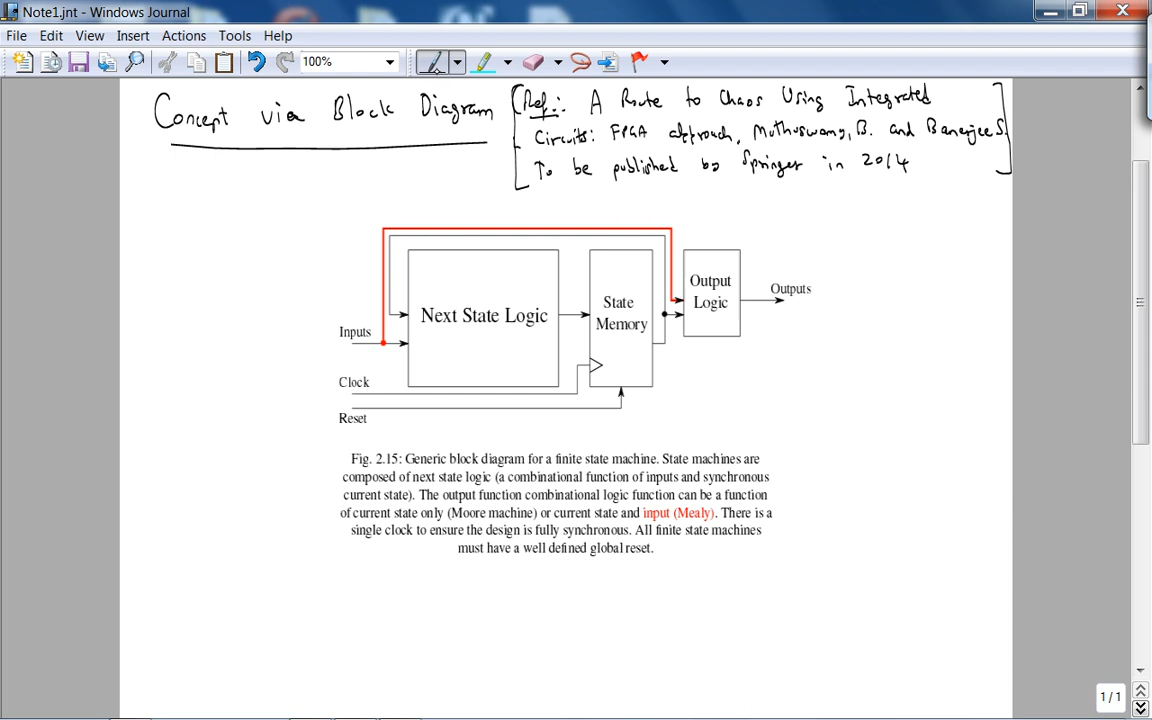 Note1.jnt - Windows Journal
File Edit View Insert Actions Tools Help
100%
Concept via Block Diagram [Ref.: A Route to Chaos Using Integrated
Circuits: FPGA approach, Muthuswamy, B. and Banerjee S.
To be published by Springer in 2014]
Next State Logic
State
Memory
Output
Logic
Outputs
Inputs
Clock
Reset
Fig. 2.15: Generic block diagram for a finite state machine. State machines are
composed of next state logic (a combinational function of inputs and synchronous
current state). The output function combinational logic function can be a function
of current state only (Moore machine) or current state and input (Mealy). There is a
single clock to ensure the design is fully synchronous. All finite state machines
must have a well defined global reset.
1 / 1